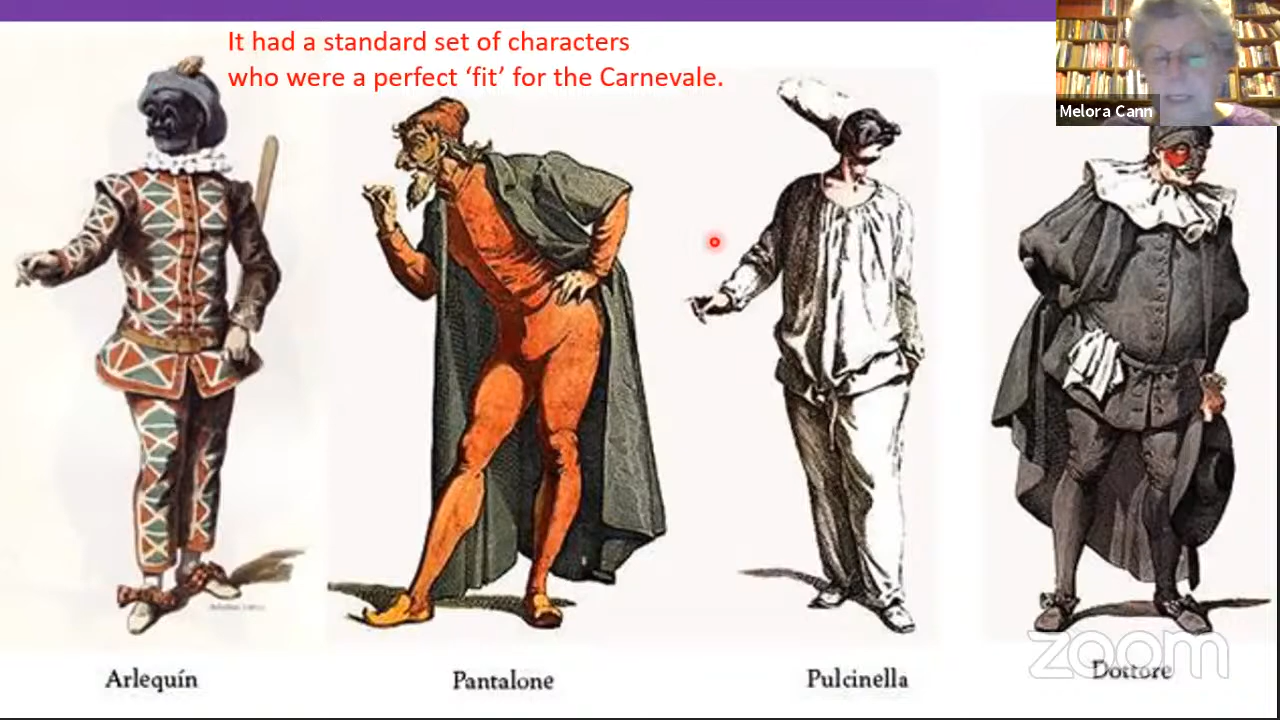 It had a standard set of characters
who were a perfect ‘fit’ for the Carnevale.
Melora Cann
Arlequín
Pantalone
Pulcinella
Dottore
zoom